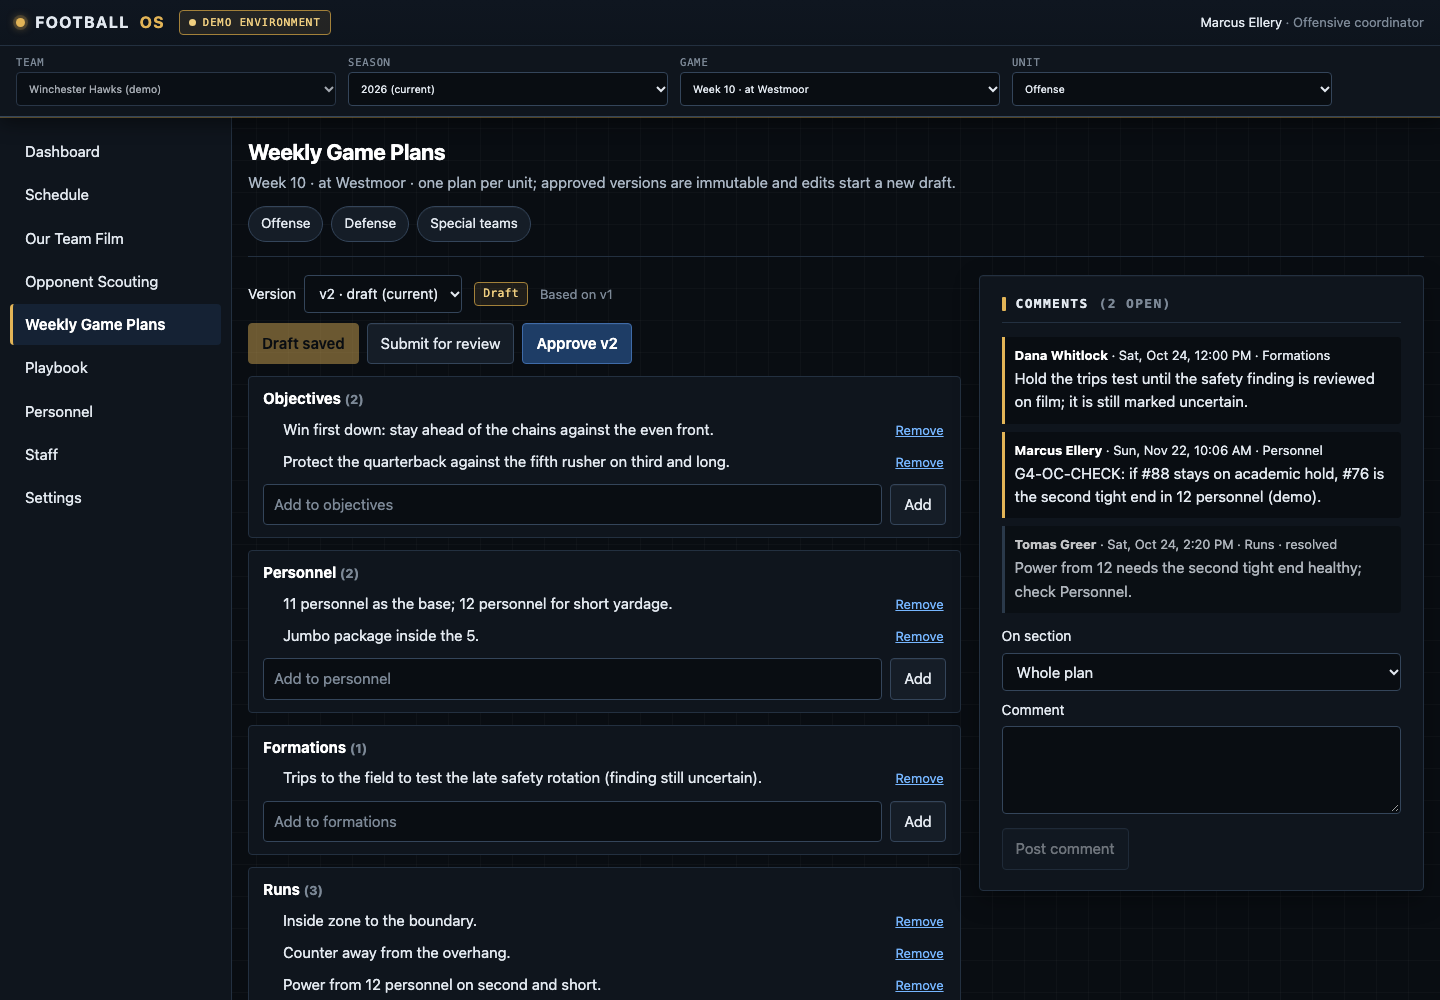 FOOTBALL OS
DEMO ENVIRONMENT
Marcus Ellery · Offensive coordinator
TEAM
Winchester Hawks (demo)
SEASON
2026 (current)
GAME
Week 10 · at Westmoor
UNIT
Offense
Dashboard
Schedule
Our Team Film
Opponent Scouting
Weekly Game Plans
Playbook
Personnel
Staff
Settings
Weekly Game Plans
Week 10 · at Westmoor · one plan per unit; approved versions are immutable and edits start a new draft.
Offense
Defense
Special teams
Version
v2 · draft (current)
Draft
Based on v1
Draft saved
Submit for review
Approve v2
Objectives (2)
Win first down: stay ahead of the chains against the even front.
Remove
Protect the quarterback against the fifth rusher on third and long.
Remove
Add to objectives
Add
Personnel (2)
11 personnel as the base; 12 personnel for short yardage.
Remove
Jumbo package inside the 5.
Remove
Add to personnel
Add
Formations (1)
Trips to the field to test the late safety rotation (finding still uncertain).
Remove
Add to formations
Add
Runs (3)
Inside zone to the boundary.
Remove
Counter away from the overhang.
Remove
Power from 12 personnel on second and short.
Remove
COMMENTS (2 OPEN)
Dana Whitlock · Sat, Oct 24, 12:00 PM · Formations
Hold the trips test until the safety finding is reviewed
on film; it is still marked uncertain.
Marcus Ellery · Sun, Nov 22, 10:06 AM · Personnel
G4-OC-CHECK: if #88 stays on academic hold, #76 is
the second tight end in 12 personnel (demo).
Tomas Greer · Sat, Oct 24, 2:20 PM · Runs · resolved
Power from 12 needs the second tight end healthy;
check Personnel.
On section
Whole plan
Comment
Post comment